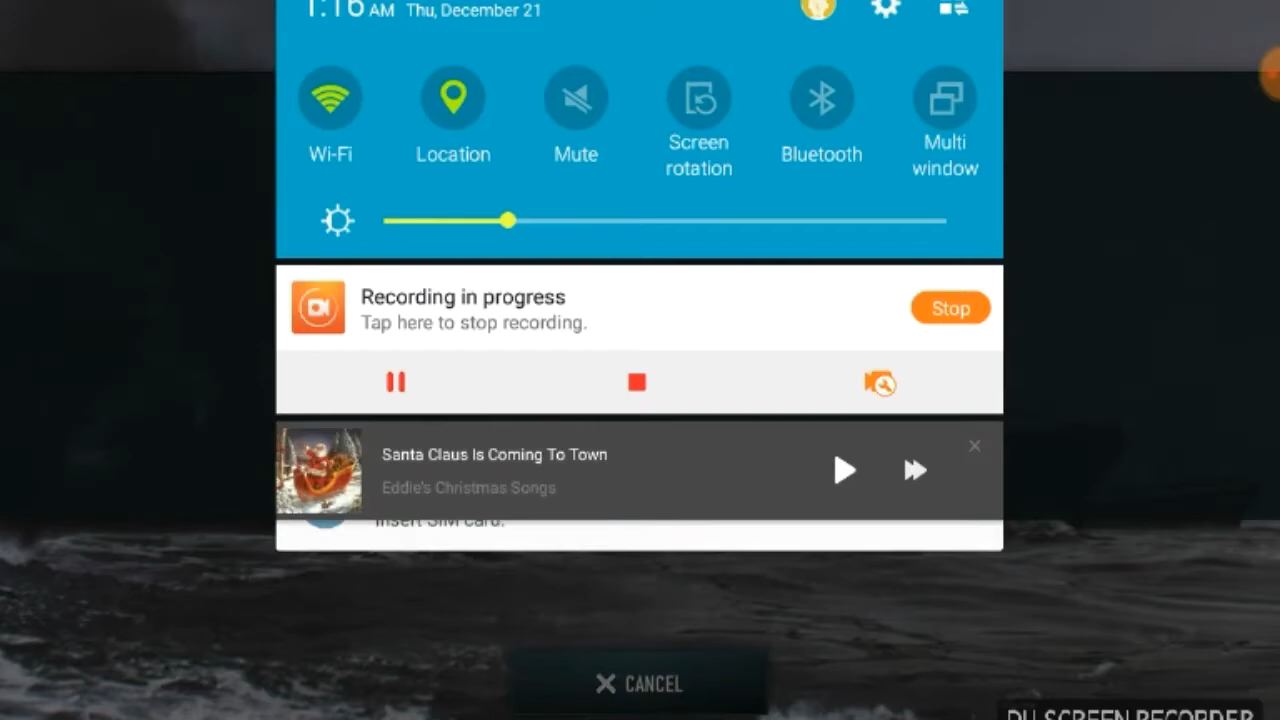 1:16 AM Thu, December 21
Wi-Fi
Location
Mute
Screen
rotation
Bluetooth
Multi
window
Recording in progress
Tap here to stop recording.
Stop
Santa Claus Is Coming To Town
Eddie's Christmas Songs
Insert SIM card.
CANCEL
DU SCREEN RECORDER